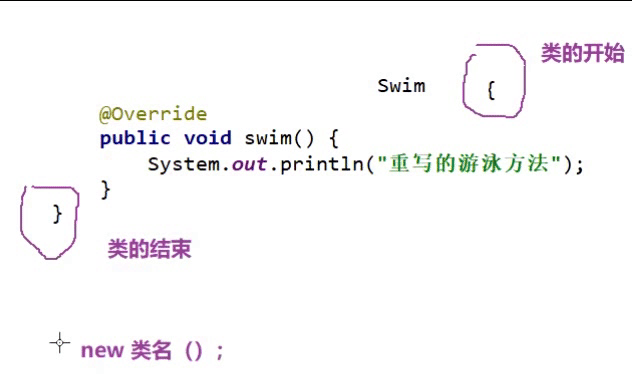 类的开始
Swim {
@Override
public void swim() {
System.out.println("重写的游泳方法");
}
}
类的结束
new 类名（）;